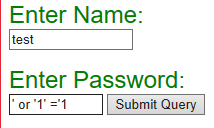 Enter Name:
test
Enter Password:
' or '1' ='1 Submit Query